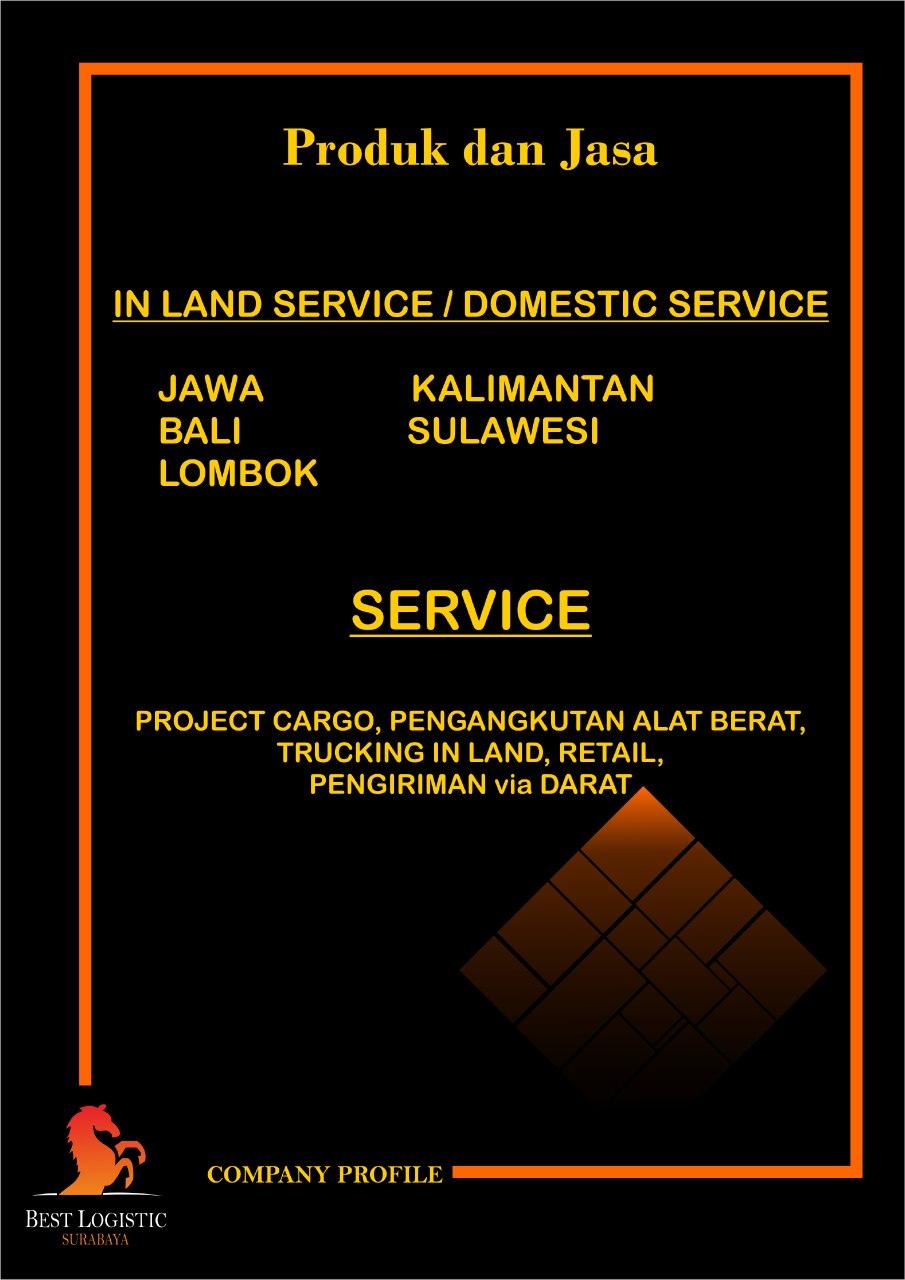 Produk dan Jasa
IN LAND SERVICE / DOMESTIC SERVICE
JAWA KALIMANTAN
BALI SULAWESI
LOMBOK
SERVICE
PROJECT CARGO, PENGANGKUTAN ALAT BERAT,
TRUCKING IN LAND, RETAIL,
PENGIRIMAN via DARAT
COMPANY PROFILE
BEST LOGISTIC
SURABAYA